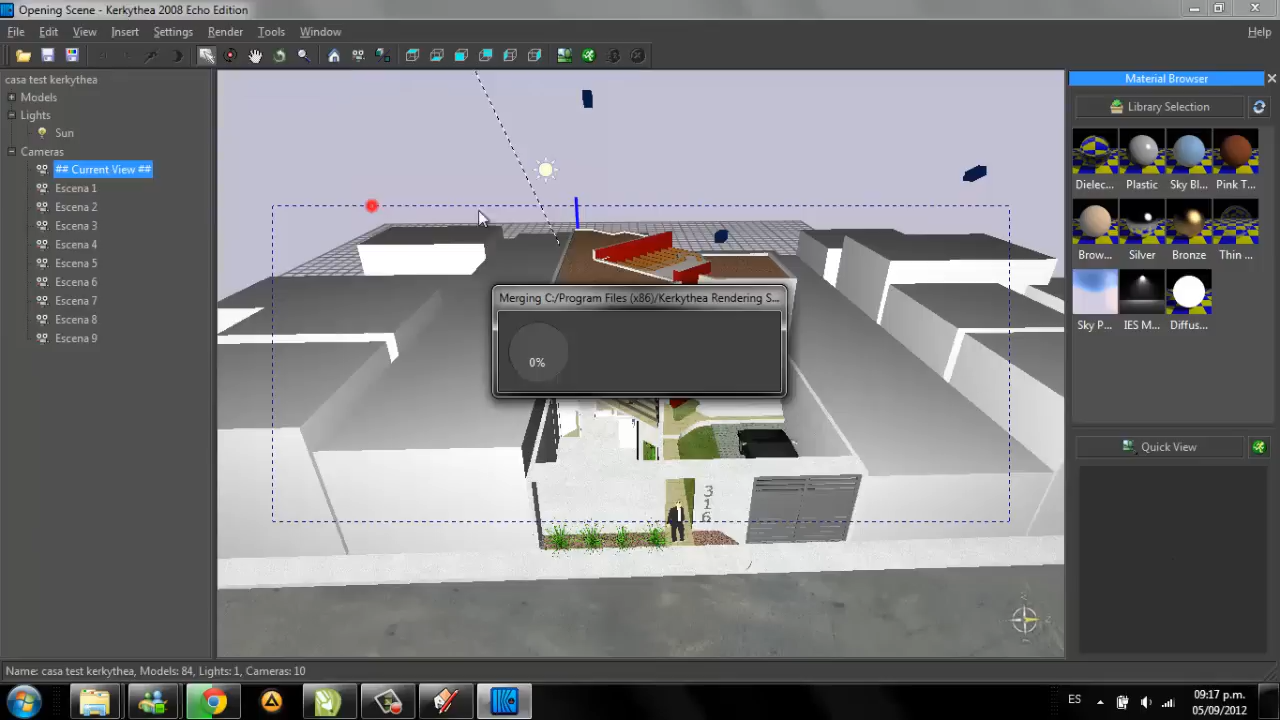 Opening Scene - Kerkythea 2008 Echo Edition
File Edit View Insert Settings Render Tools Window Help
casa test kerkythea
Models
Lights
Sun
Cameras
## Current View ##
Escena 1
Escena 2
Escena 3
Escena 4
Escena 5
Escena 6
Escena 7
Escena 8
Escena 9
Merging C:/Program Files (x86)/Kerkythea Rendering S...
0%
316
Material Browser
Library Selection
Dielec... Plastic Sky Bl... Pink T...
Brow... Silver Bronze Thin ...
Sky P... IES M... Diffus...
Quick View
Name: casa test kerkythea, Models: 84, Lights: 1, Cameras: 10
ES
09:17 p.m.
05/09/2012